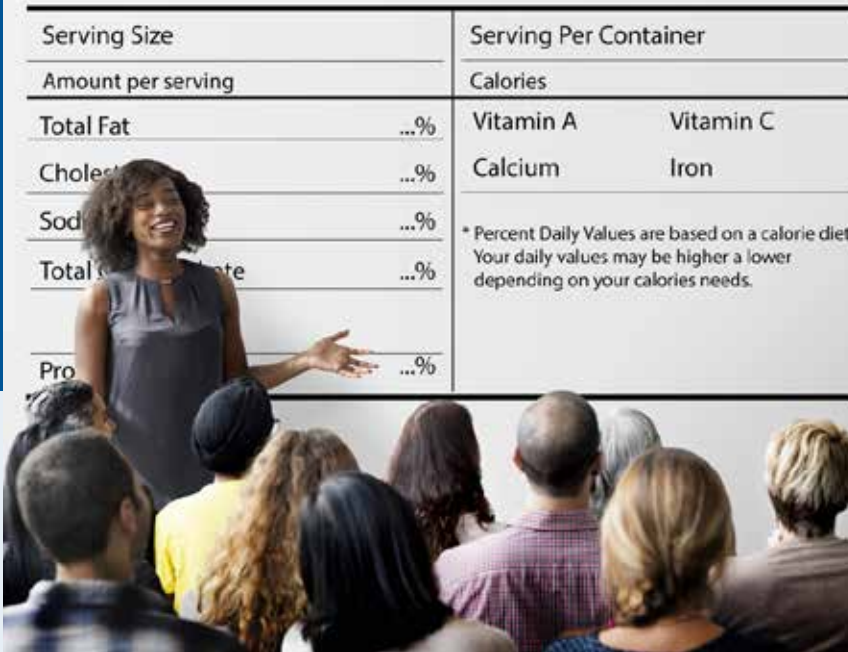 Serving Size
Amount per serving
Total Fat ...%
Choles ...%
Sod ...%
Total ate ...%
Pro ...%
Serving Per Container
Calories
Vitamin A Vitamin C
Calcium Iron
* Percent Daily Values are based on a calorie diet
Your daily values may be higher a lower
depending on your calories needs.